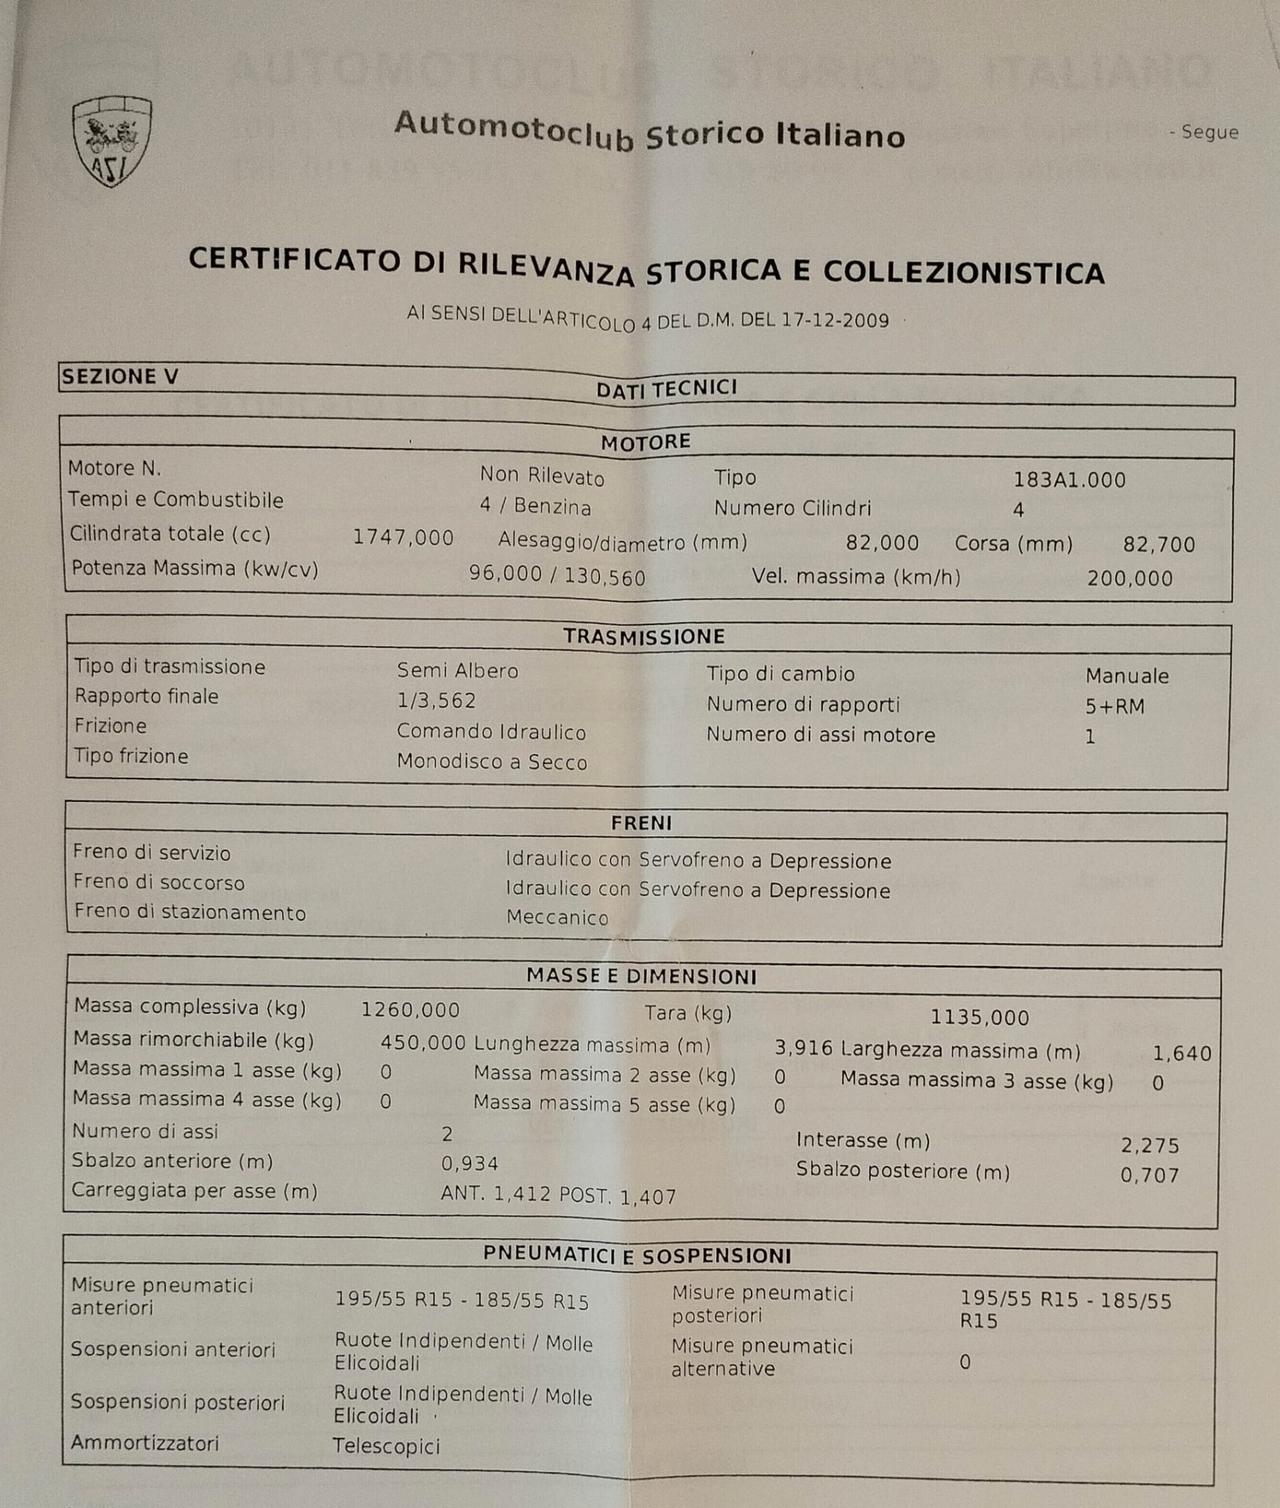 Automotoclub Storico Italiano
- Segue
ASI
CERTIFICATO DI RILEVANZA STORICA E COLLEZIONISTICA
AI SENSI DELL'ARTICOLO 4 DEL D.M. DEL 17-12-2009
SEZIONE V DATI TECNICI
MOTORE
Motore N. Non Rilevato Tipo 183A1.000
Tempi e Combustibile 4 / Benzina Numero Cilindri 4
Cilindrata totale (cc) 1747,000 Alesaggio/diametro (mm) 82,000 Corsa (mm) 82,700
Potenza Massima (kw/cv) 96,000 / 130,560 Vel. massima (km/h) 200,000
TRASMISSIONE
Tipo di trasmissione Semi Albero Tipo di cambio Manuale
Rapporto finale 1/3,562 Numero di rapporti 5+RM
Frizione Comando Idraulico Numero di assi motore 1
Tipo frizione Monodisco a Secco
FRENI
Freno di servizio Idraulico con Servofreno a Depressione
Freno di soccorso Idraulico con Servofreno a Depressione
Freno di stazionamento Meccanico
MASSE E DIMENSIONI
Massa complessiva (kg) 1260,000 Tara (kg) 1135,000
Massa rimorchiabile (kg) 450,000 Lunghezza massima (m) 3,916 Larghezza massima (m) 1,640
Massa massima 1 asse (kg) 0 Massa massima 2 asse (kg) 0 Massa massima 3 asse (kg) 0
Massa massima 4 asse (kg) 0 Massa massima 5 asse (kg) 0
Numero di assi 2 Interasse (m) 2,275
Sbalzo anteriore (m) 0,934 Sbalzo posteriore (m) 0,707
Carreggiata per asse (m) ANT. 1,412 POST. 1,407
PNEUMATICI E SOSPENSIONI
Misure pneumatici anteriori 195/55 R15 - 185/55 R15 Misure pneumatici posteriori 195/55 R15 - 185/55 R15
Sospensioni anteriori Ruote Indipendenti / Molle Elicoidali Misure pneumatici alternative 0
Sospensioni posteriori Ruote Indipendenti / Molle Elicoidali
Ammortizzatori Telescopici